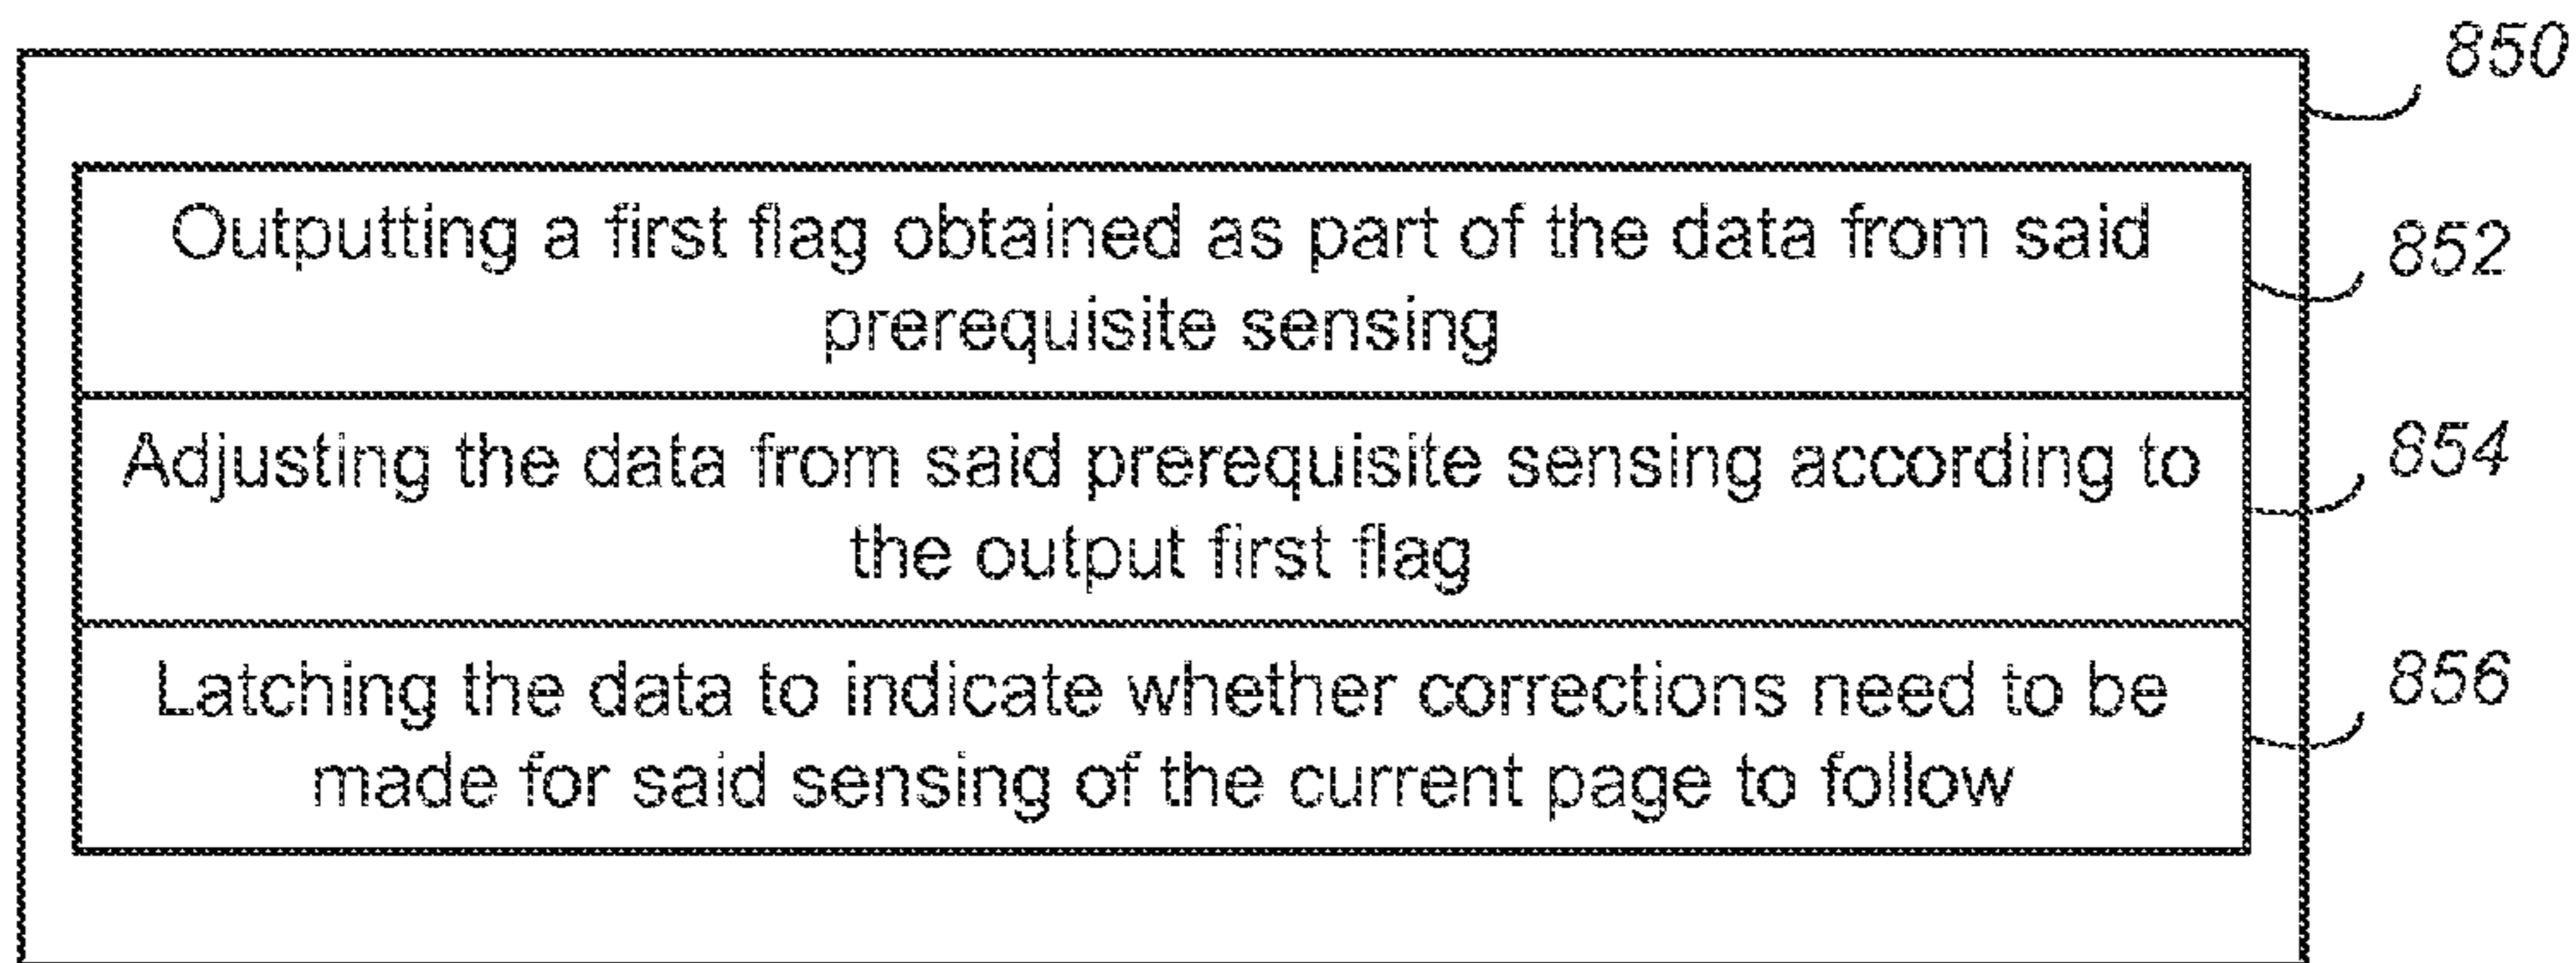 850
Outputting a first flag obtained as part of the data from said
prerequisite sensing
852
Adjusting the data from said prerequisite sensing according to
the output first flag
854
Latching the data to indicate whether corrections need to be
made for said sensing of the current page to follow
856